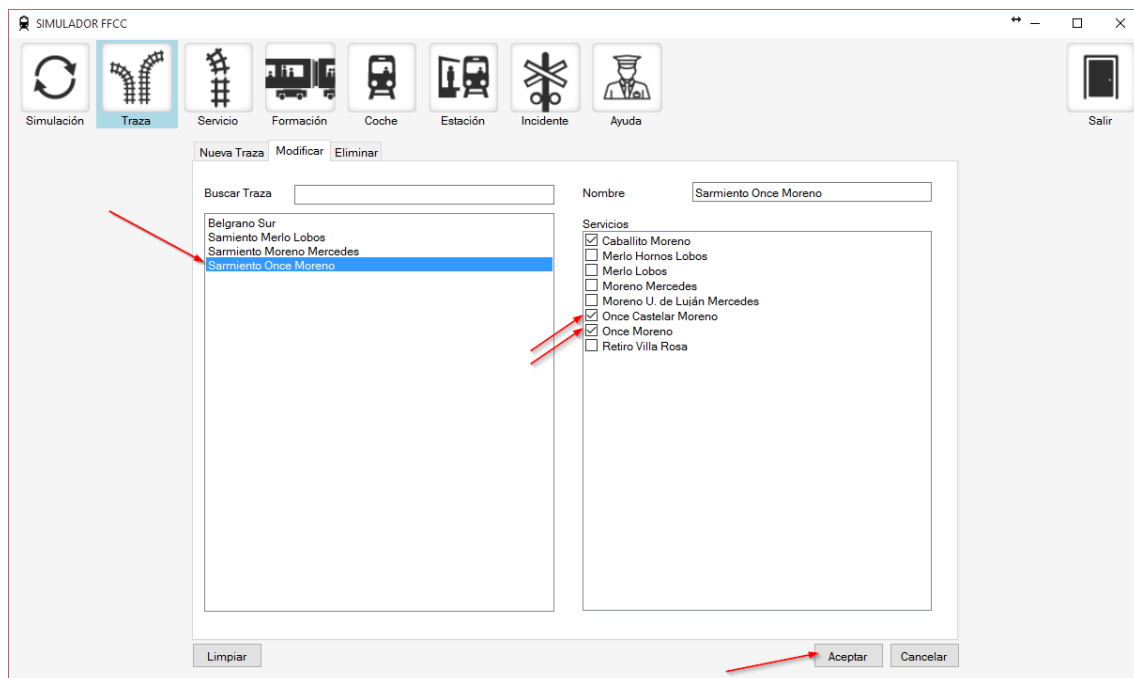 SIMULADOR FFCC
Simulación Traza Servicio Formación Coche Estación Incidente Ayuda Salir
Nueva Traza Modificar Eliminar
Buscar Traza
Nombre Sarmiento Once Moreno
Belgrano Sur
Samiento Merlo Lobos
Sarmiento Moreno Mercedes
Sarmiento Once Moreno
Servicios
Caballito Moreno
Merlo Hornos Lobos
Merlo Lobos
Moreno Mercedes
Moreno U. de Luján Mercedes
Once Castelar Moreno
Once Moreno
Retiro Villa Rosa
Limpiar Aceptar Cancelar